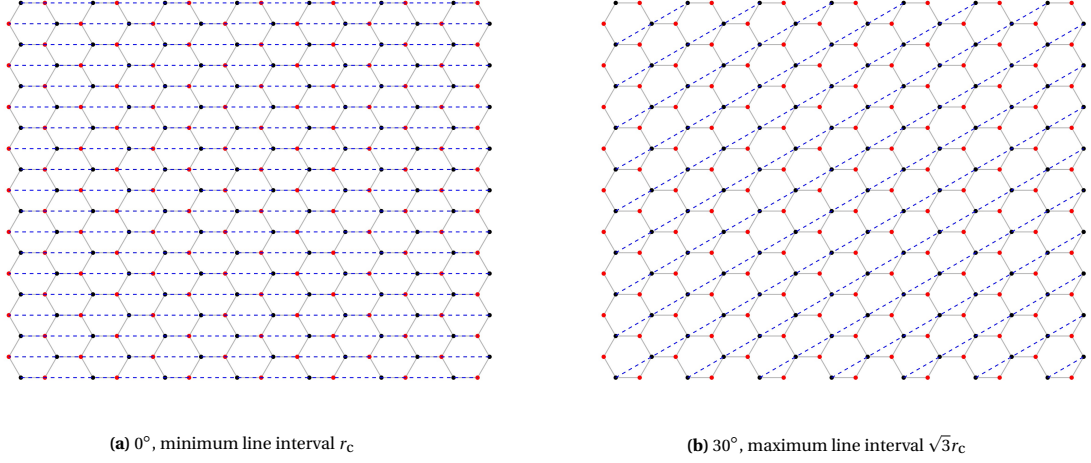 (a) 0°, minimum line interval r_c
(b) 30°, maximum line interval √3r_c